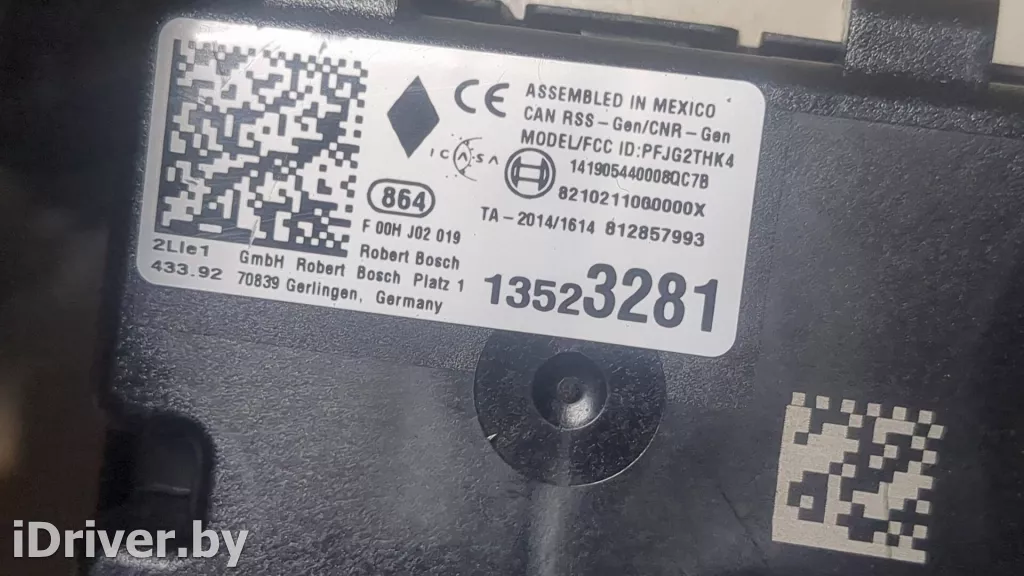 CE ASSEMBLED IN MEXICO
CAN RSS-Gen/CNR-Gen
MODEL/FCC ID:PFJG2THK4
ICASA
141905440008QC7B
82102110G0000X
TA-2014/1614 812857993
864
F 00H J02 019
2LIe1
433.92
Robert Bosch
GmbH Robert Bosch Platz 1
70839 Gerlingen, Germany
13523281
iDriver.by